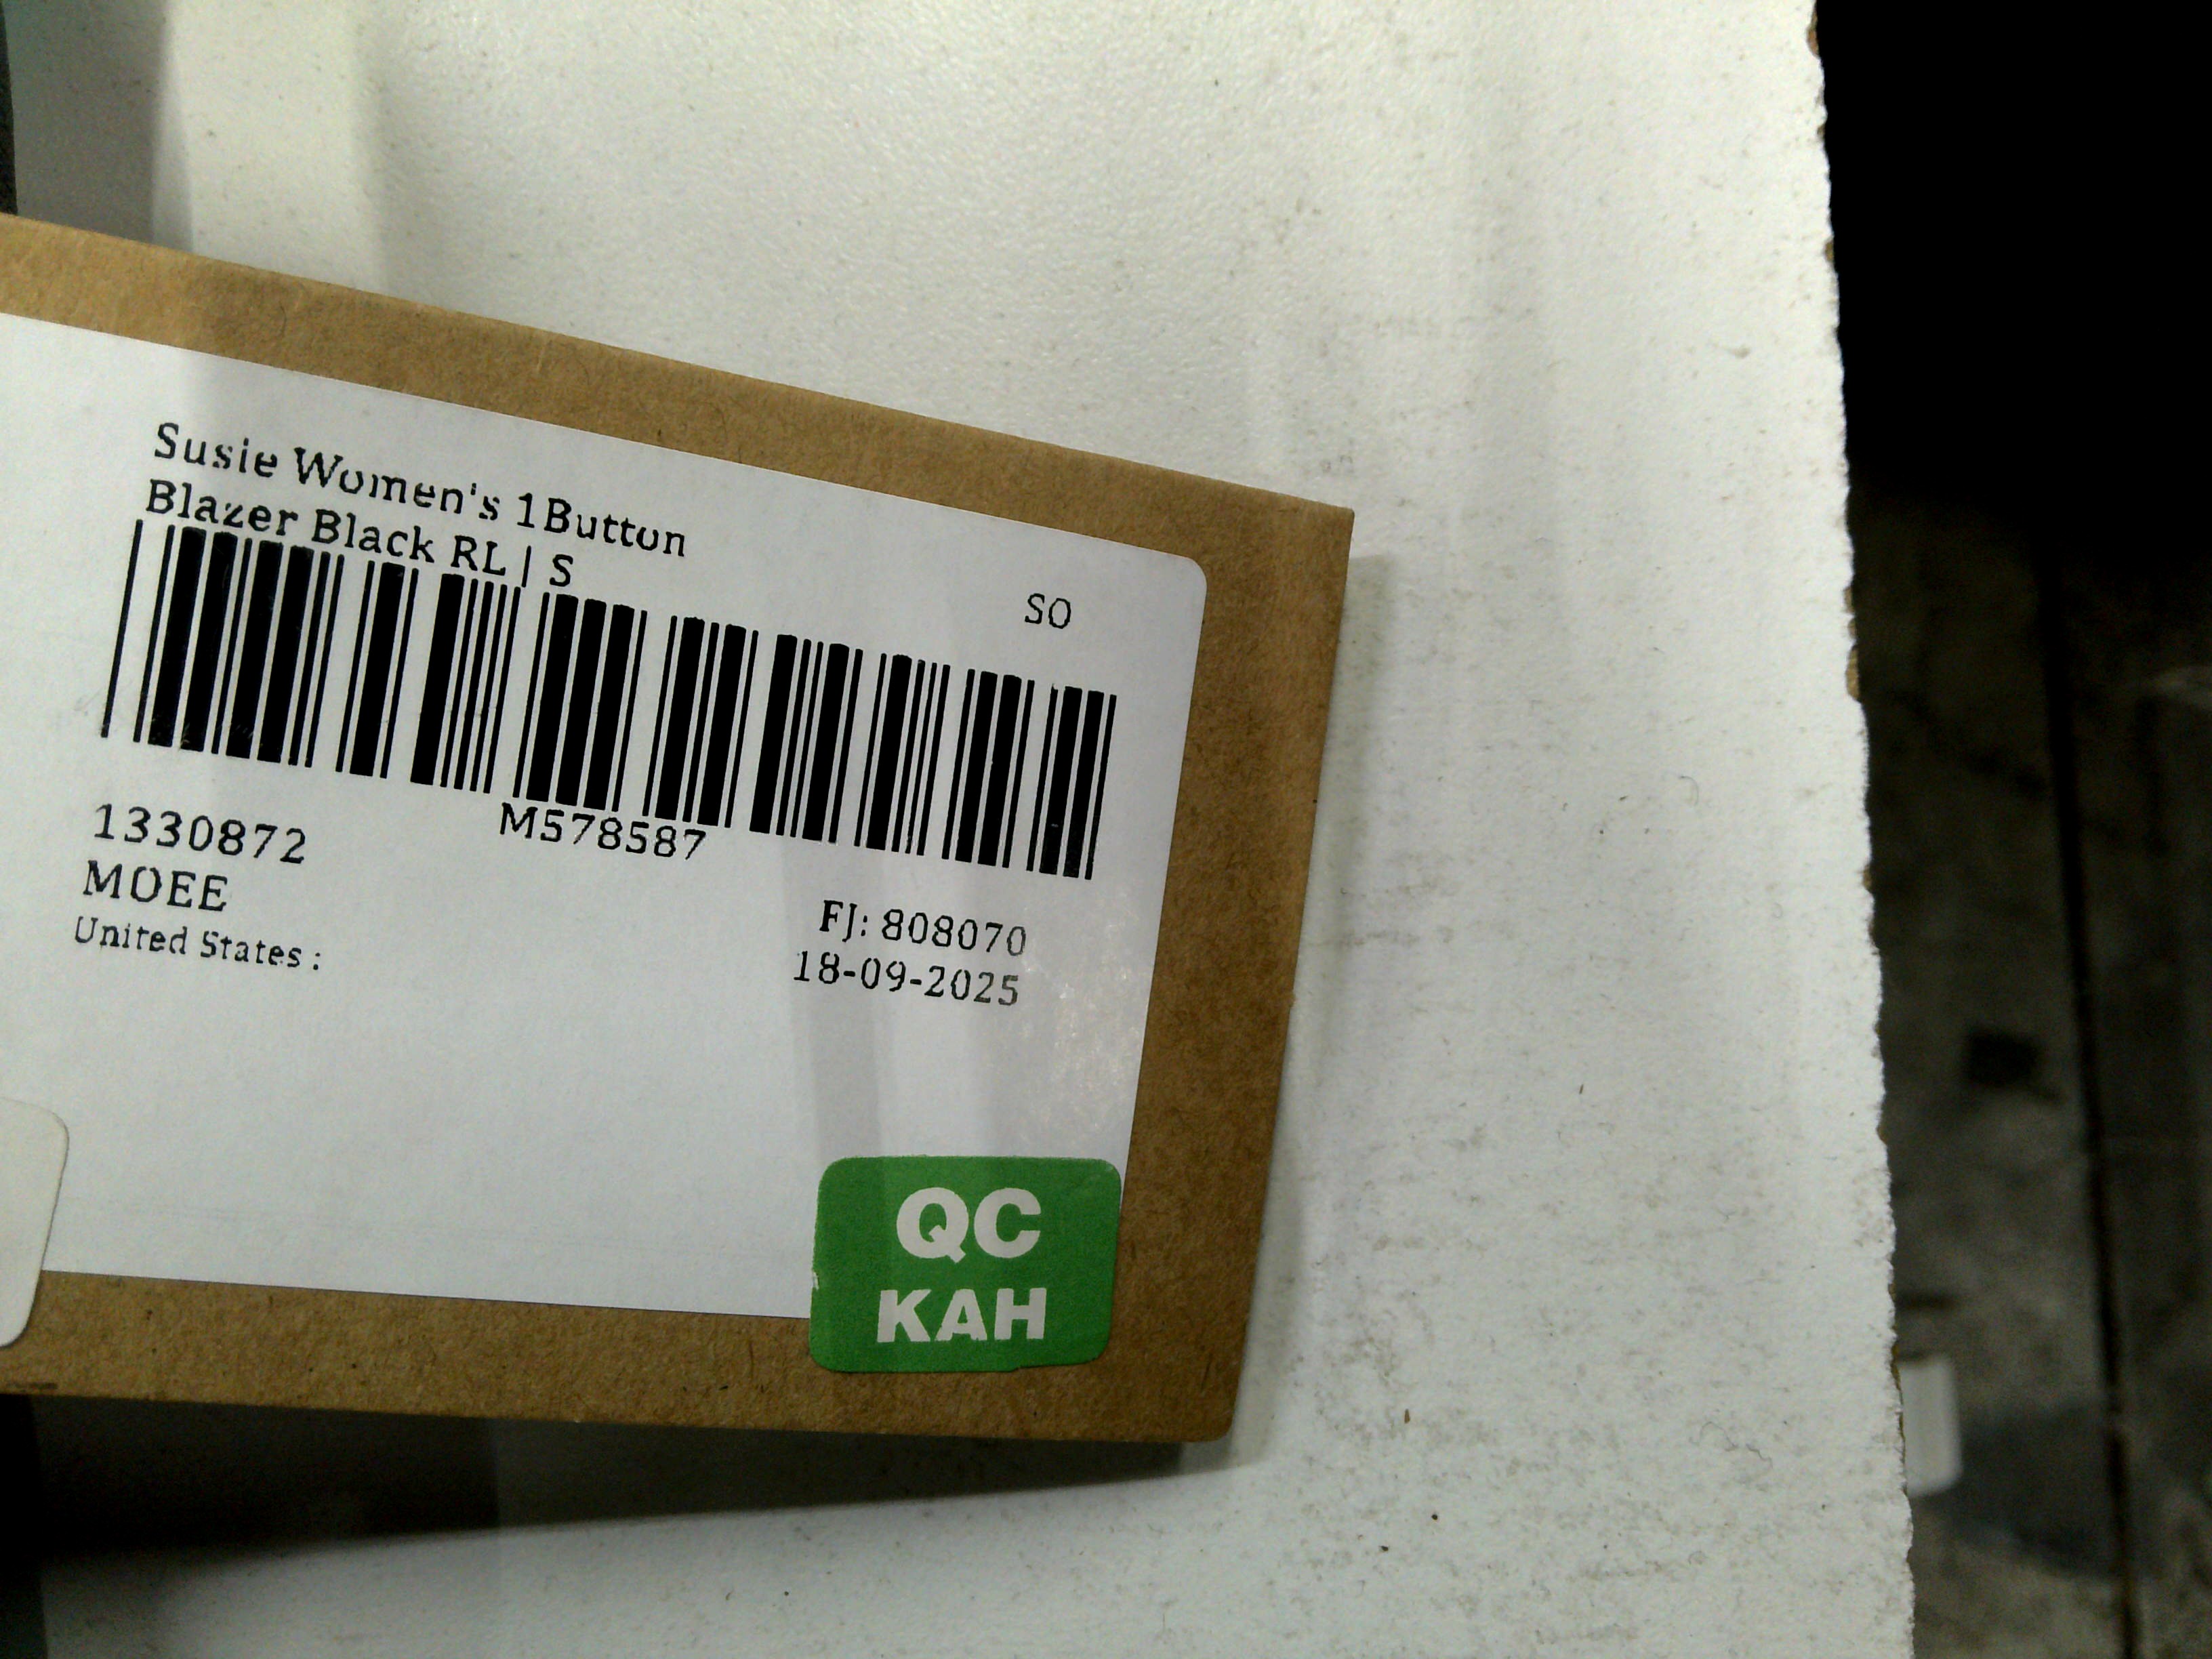 Susie Women's 1Button
Blazer Black RL | S
SO
M578587
1330872
MOEE
United States :
FJ: 808070
18-09-2025
QC
KAH